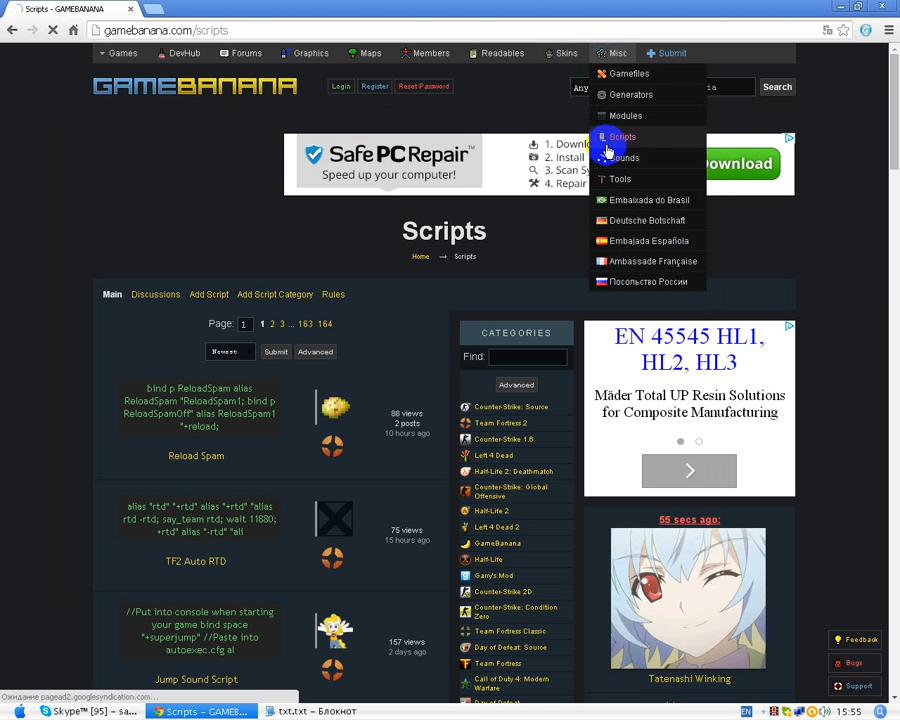 Scripts - GAMEBANANA
gamebanana.com/scripts
Games DevHub Forums Graphics Maps Members Readables Skins Misc Submit
GAMEBANANA
Login Register Reset Password
Search
Gamefiles
Generators
Modules
Scripts
Tools
Embaixada do Brasil
Deutsche Botschaft
Embajada Española
Ambassade Française
Посольство России
SafePCRepair™
Speed up your computer!
2. Install
4. Repair
Scripts
Home → Scripts
Main Discussions Add Script Add Script Category Rules
Page: 1 1 2 3 ... 163 164
Newest Submit Advanced
bind p ReloadSpam alias
ReloadSpam "ReloadSpam1; bind p
ReloadSpamOff" alias ReloadSpam1
"+reload;
Reload Spam
88 views
2 posts
10 hours ago
alias "rtd" "+rtd" alias "+rtd" "alias
rtd -rtd; say_team rtd; wait 11880;
+rtd" alias "-rtd" "ali
TF2 Auto RTD
75 views
15 hours ago
//Put into console when starting
your game bind space
"+superjump" //Paste into
autoexec.cfg al
Jump Sound Script
157 views
2 days ago
CATEGORIES
Find:
Advanced
Counter-Strike: Source
Team Fortress 2
Counter-Strike 1.6
Left 4 Dead
Half-Life 2: Deathmatch
Counter-Strike: Global
Offensive
Half-Life 2
Left 4 Dead 2
GameBanana
Half-Life
Garry's Mod
Counter-Strike 2D
Counter-Strike: Condition
Zero
Team Fortress Classic
Day of Defeat: Source
Team Fortress
Call of Duty 4: Modern
Warfare
EN 45545 HL1,
HL2, HL3
Mäder Total UP Resin Solutions
for Composite Manufacturing
55 secs ago:
Tatenashi Winking
Feedback
Bugs
Support
Ожидание pagead2.googlesyndication.com...
Skype™ [95] – sa...
Scripts – GAMEB...
txt.txt – Блокнот
EN
15:55